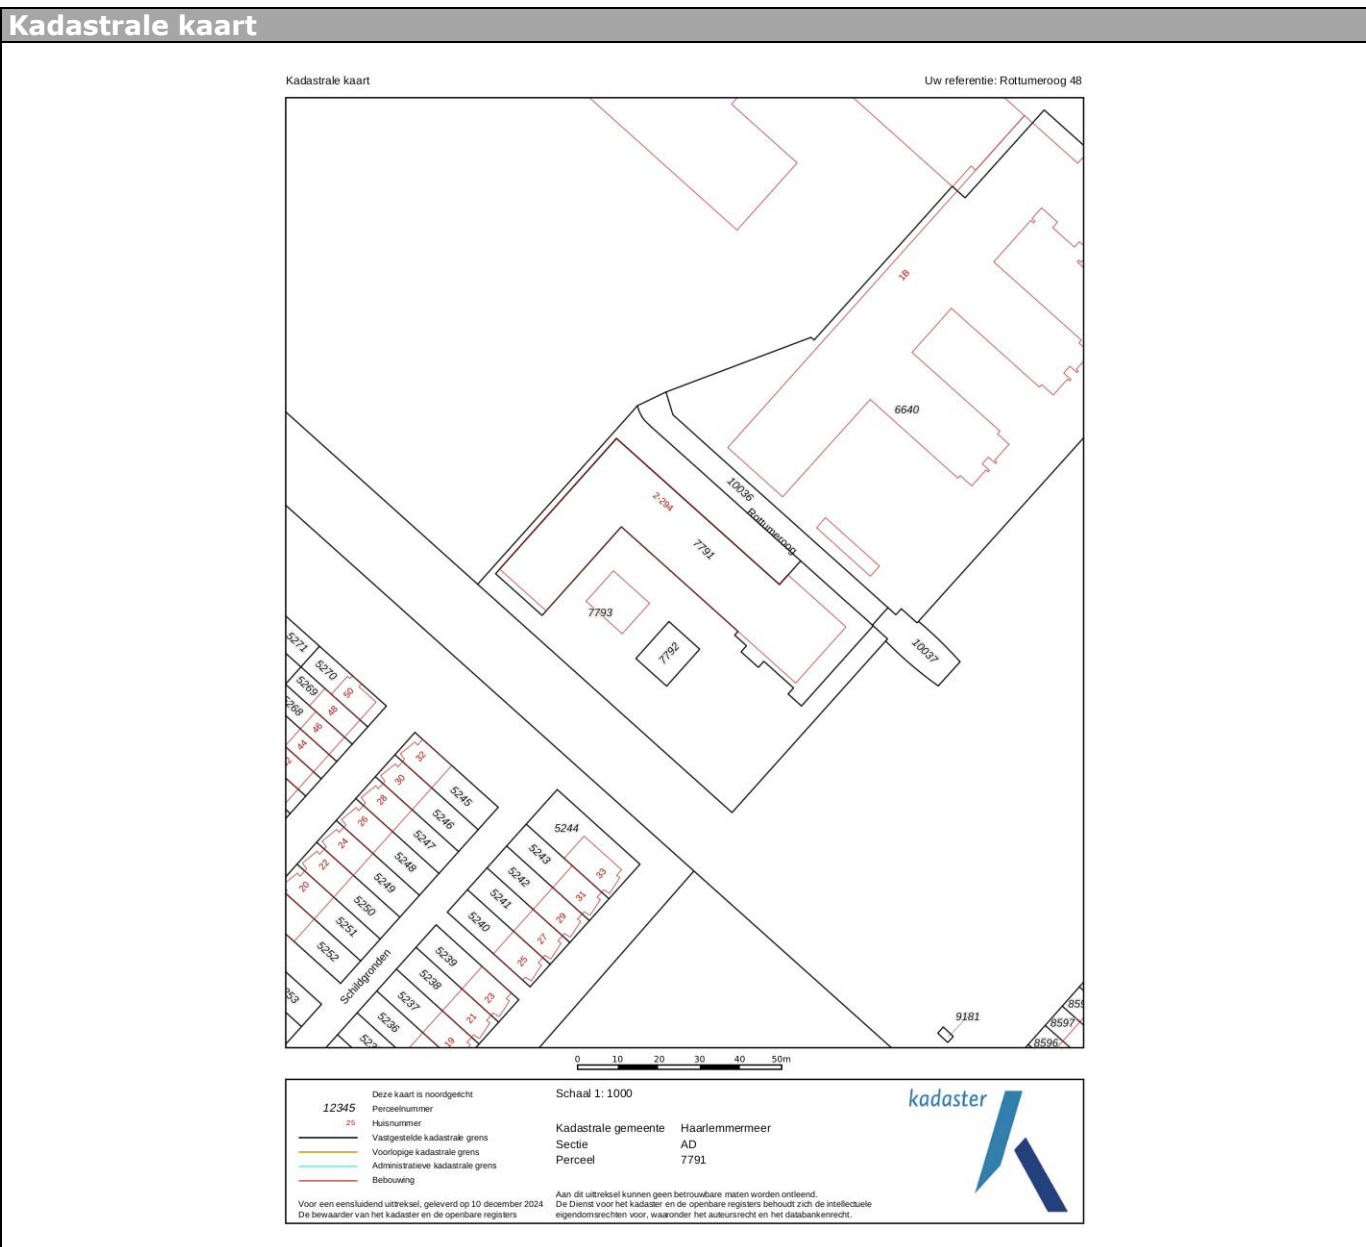 Kadastrale kaart
Kadastrale kaart
Uw referentie: Rottumeroog 48
18
6640
10036
2-294
Rottumeroog
7791
7793
7792
10037
5271
5270
5269
5268
50
48
46
44
32
30
28
26
24
22
20
5245
5246
5247
5248
5249
5250
5251
5252
5244
5243
5242
5241
5240
33
31
29
27
25
5239
5238
5237
5236
23
21
19
Schildgronden
9181
8597
8596
0 10 20 30 40 50m
Deze kaart is noordgericht
12345 Perceelnummer
25 Huisnummer
Vastgestelde kadastrale grens
Voorlopige kadastrale grens
Administratieve kadastrale grens
Bebouwing
Voor een eensluidend uittreksel, geleverd op 10 december 2024
De bewaarder van het kadaster en de openbare registers
Schaal 1: 1000
Kadastrale gemeente Haarlemmermeer
Sectie AD
Perceel 7791
Aan dit uittreksel kunnen geen betrouwbare maten worden ontleend.
De Dienst voor het kadaster en de openbare registers behoudt zich de intellectuele
eigendomsrechten voor, waaronder het auteursrecht en het databankenrecht.
kadaster